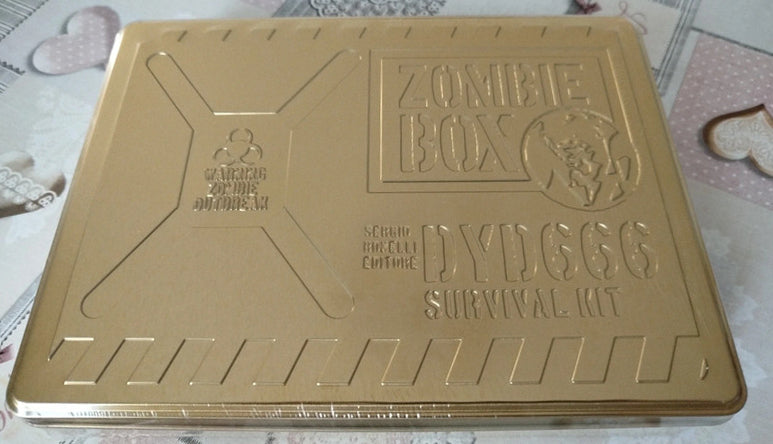 ZOMBIE
BOX
WARNING
ZOMBIE
OUTBREAK
SERGIO
BONELLI
EDITORE
DYD666
SURVIVAL KIT